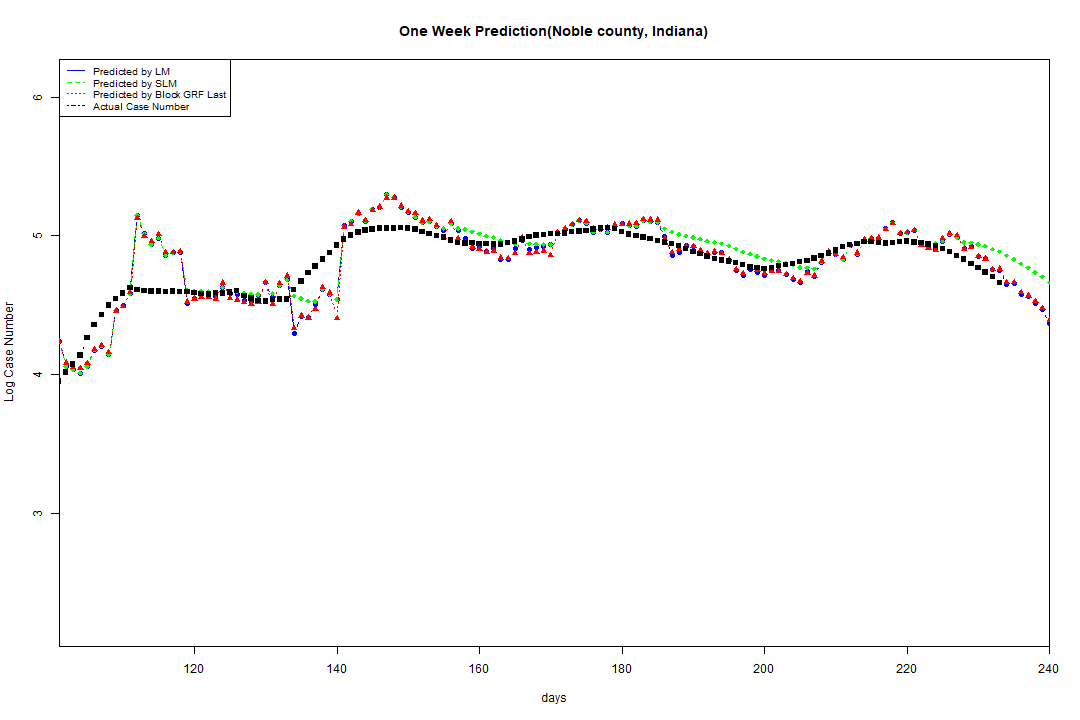 One Week Prediction(Noble county, Indiana)
Predicted by LM
Predicted by SLM
Predicted by Block GRF Last
Actual Case Number
6
5
4
3
Log Case Number
120 140 160 180 200 220 240
days